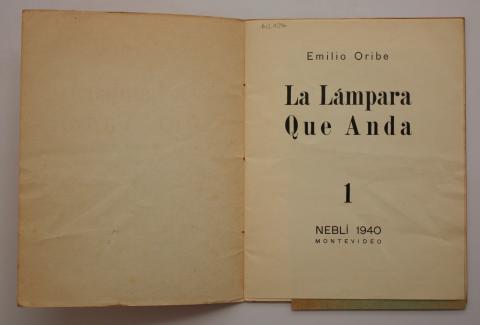 Emilio Oribe
La Lámpara
Que Anda
1
NEBLÍ 1940
MONTEVIDEO